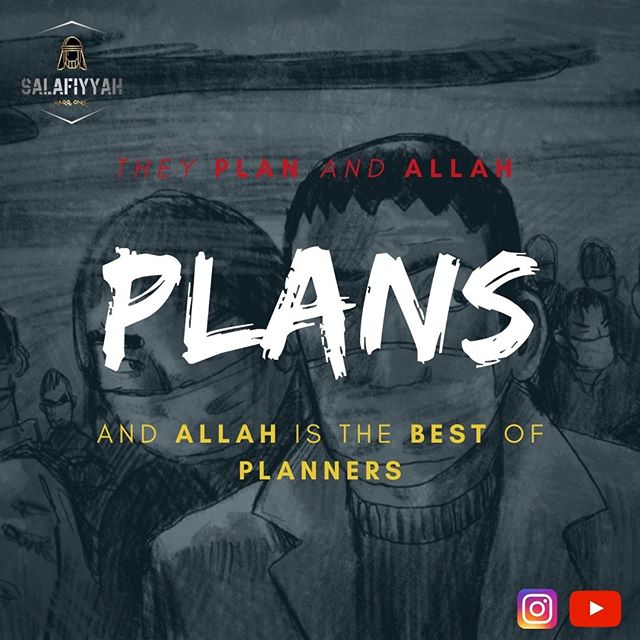 SALAFIYYAH
THEY PLAN AND ALLAH
PLANS
AND ALLAH IS THE BEST OF
PLANNERS